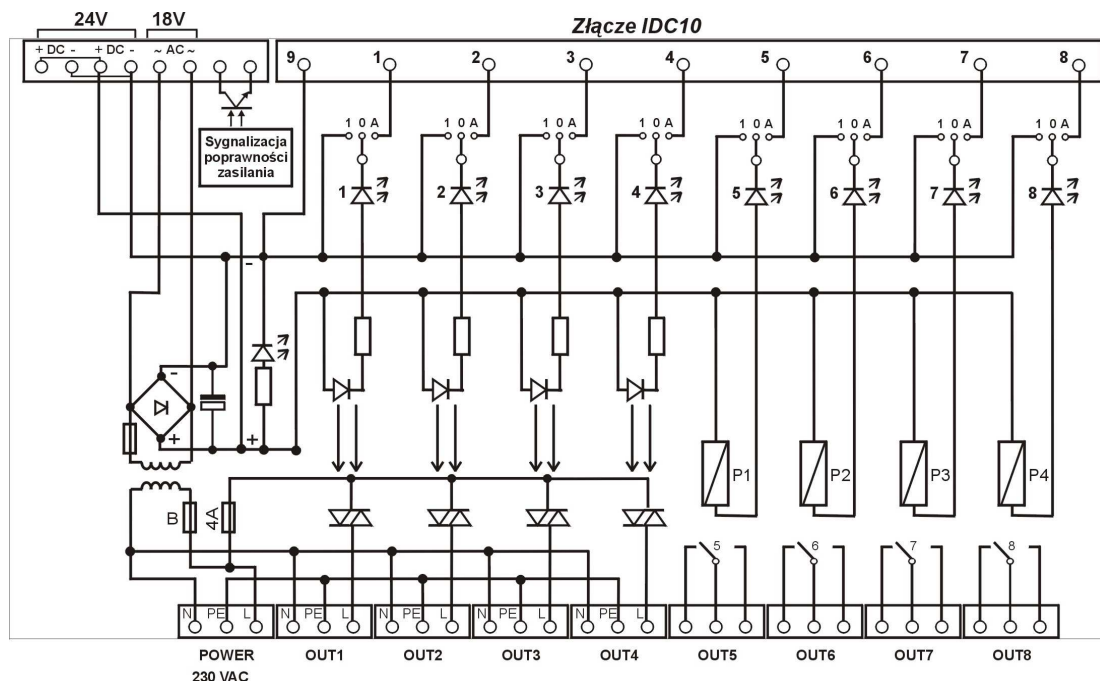 24V 18V Złącze IDC10
+ DC - + DC - ~ AC ~
9 1 2 3 4 5 6 7 8
1 0 A 1 0 A 1 0 A 1 0 A 1 0 A 1 0 A 1 0 A 1 0 A
Sygnalizacja
poprawności
zasilania
1 2 3 4 5 6 7 8
-
-
+ +
P1 P2 P3 P4
B 4A
5 6 7 8
N PE L N PE L N PE L N PE L N PE L
POWER OUT1 OUT2 OUT3 OUT4 OUT5 OUT6 OUT7 OUT8
230 VAC